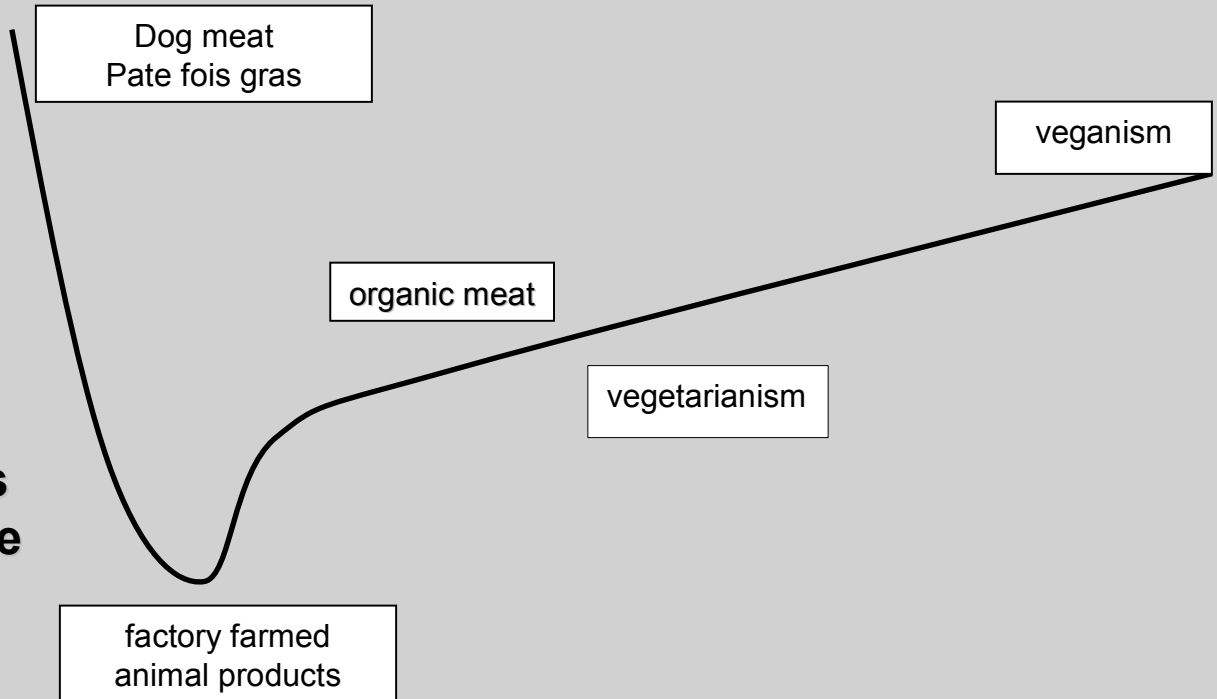 Dog meat
Pate fois gras
veganism
organic meat
vegetarianism
s
e
factory farmed
animal products